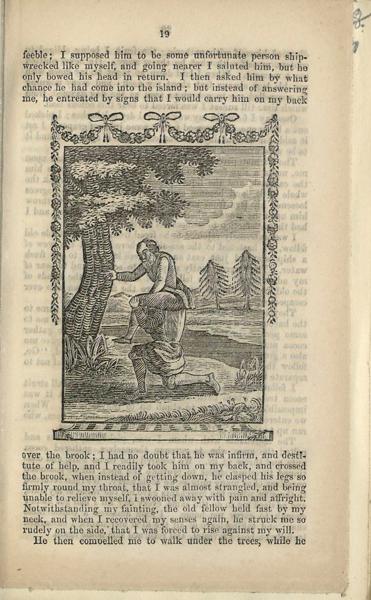 19
feeble; I supposed him to be some unfortunate person ship-
wrecked like myself, and going nearer I saluted him, but he
only bowed his head in return. I then asked him by what
chance he had come into the island; but instead of answering
me, he entreated by signs that I would carry him on my back
over the brook; I had no doubt that he was infirm, and desti-
tute of help, and I readily took him on my back, and crossed
the brook, when instead of getting down, he clasped his legs so
firmly round my throat, that I was almost strangled, and being
unable to relieve myself, i swooned away with pain and affright.
Notwithstanding my fainting, the old fellow held fast by my
neck, and when I recovered my senses again, he struck me so
rudely on the side, that I was forced to rise against my will.
He then compelled me to walk under the trees, while he